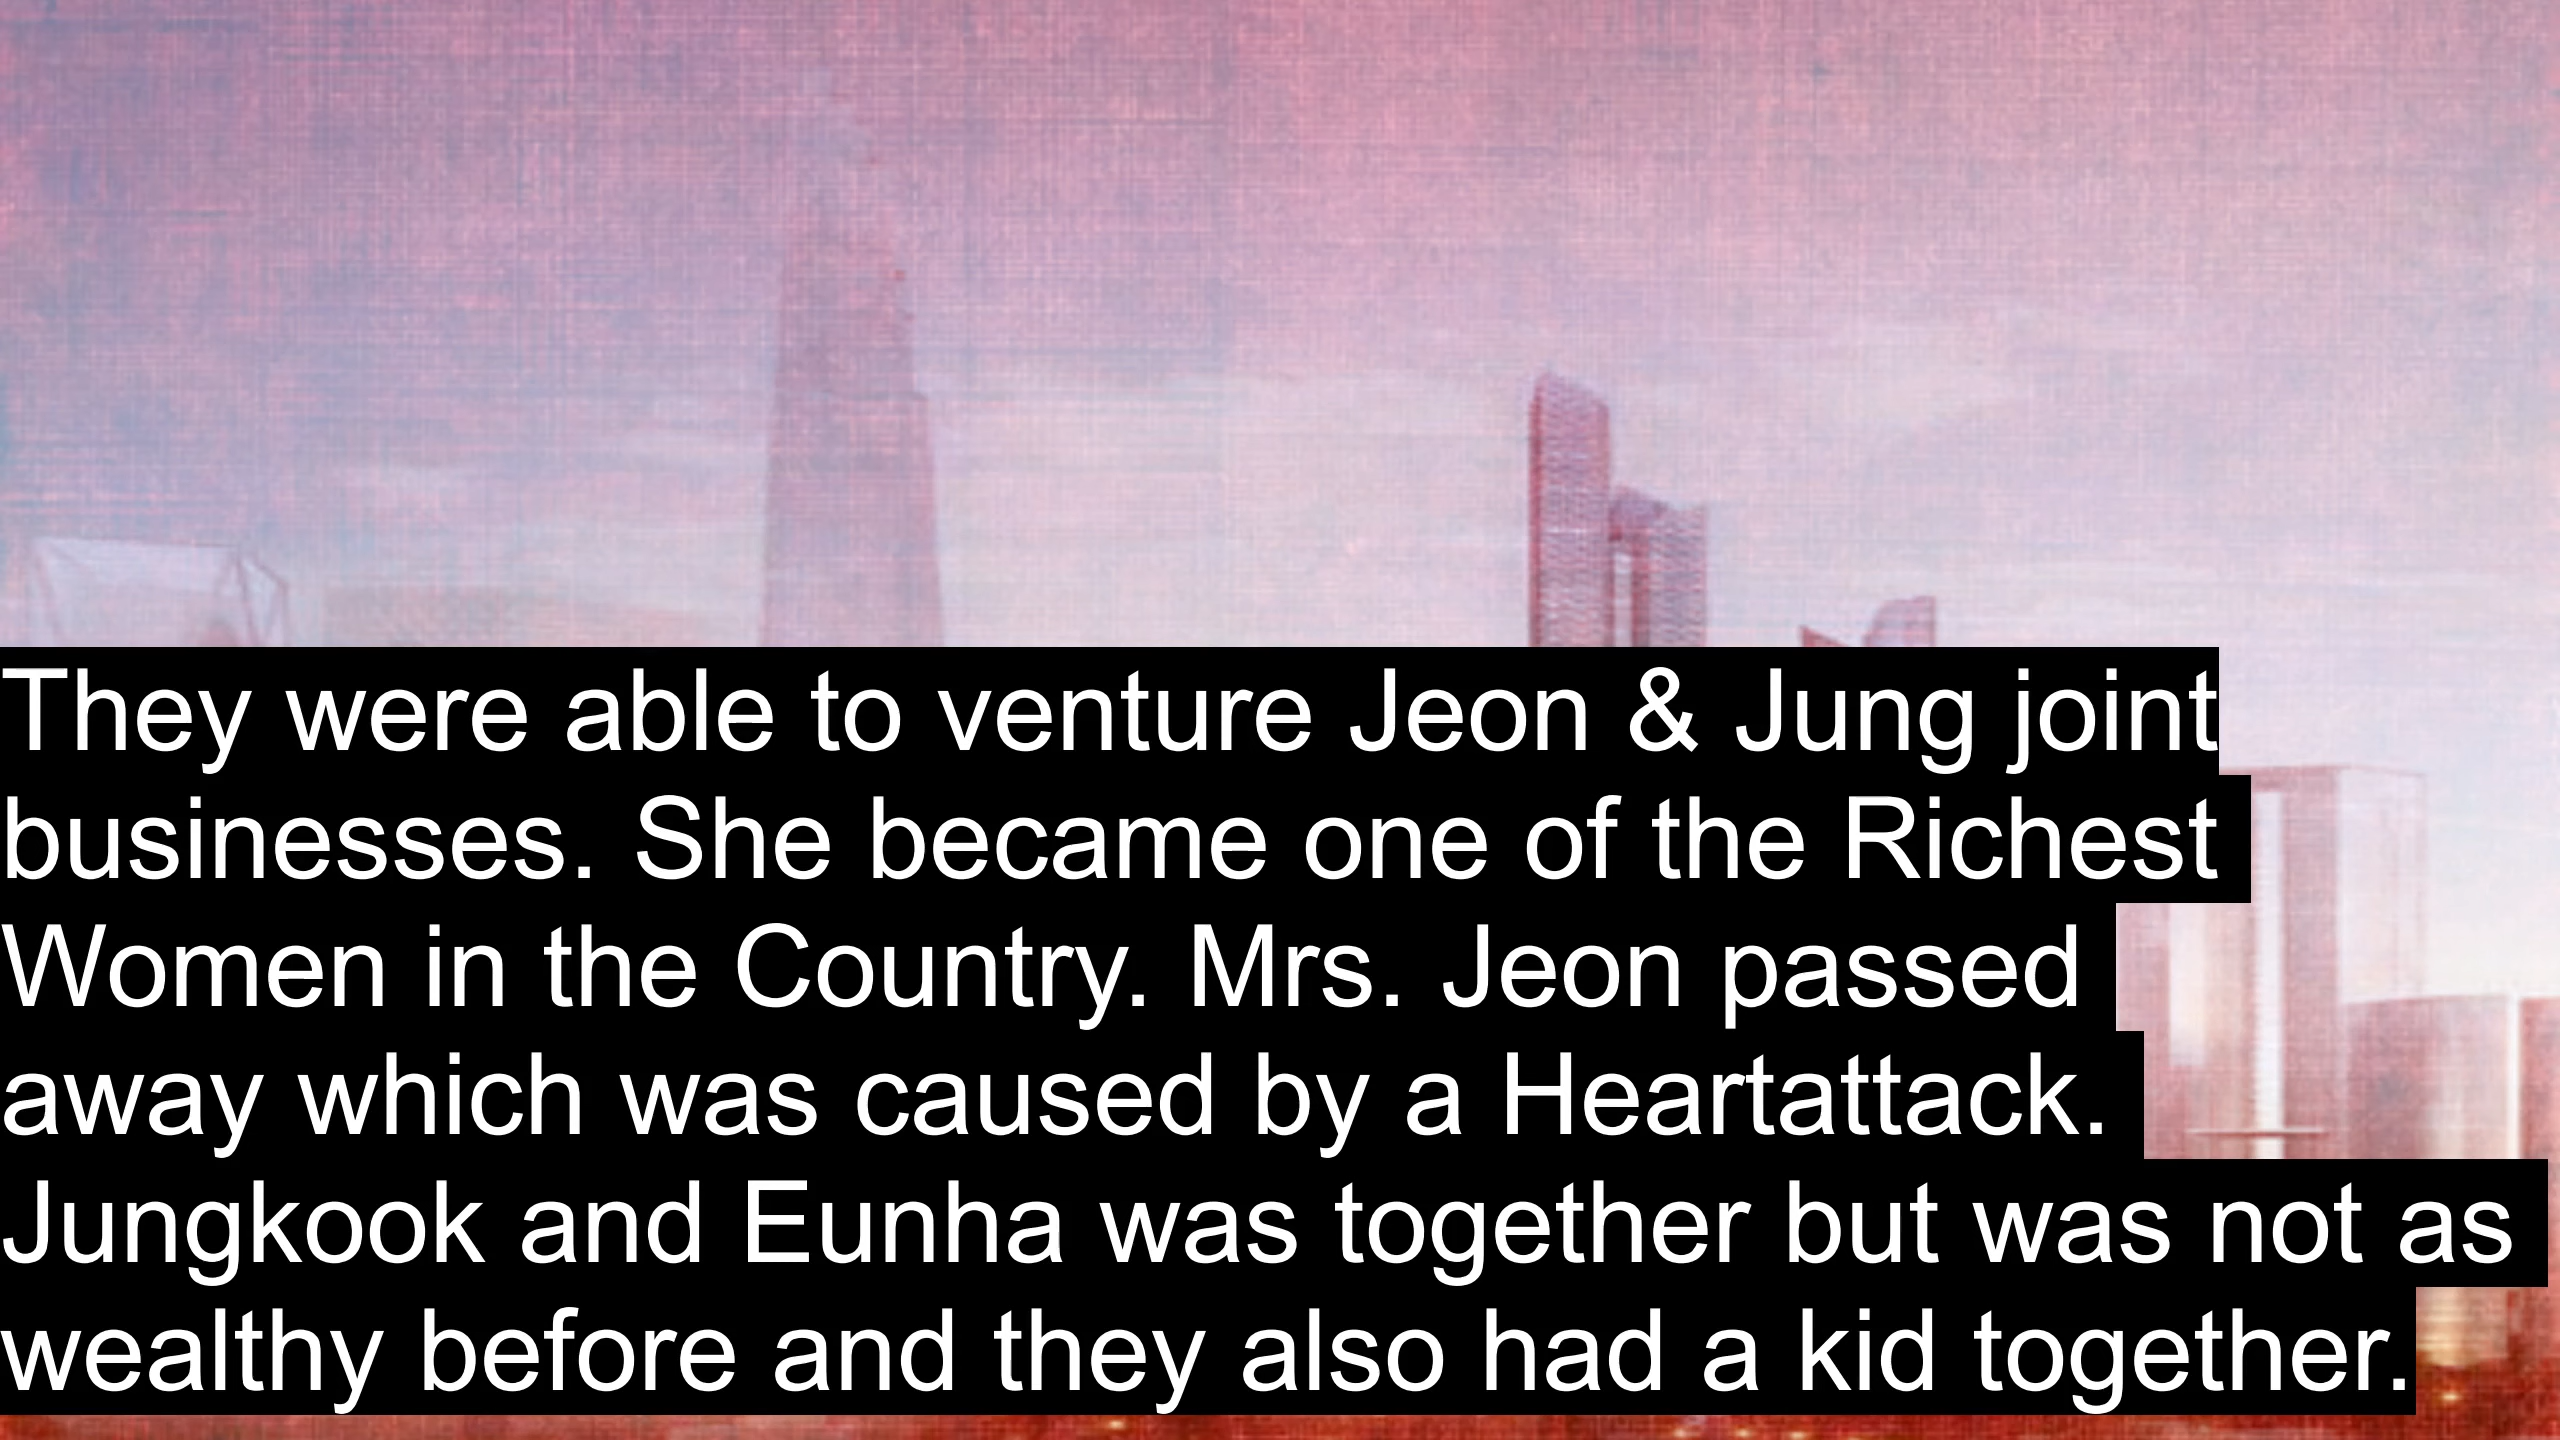 They were able to venture Jeon & Jung joint
businesses. She became one of the Richest
Women in the Country. Mrs. Jeon passed
away which was caused by a Heartattack.
Jungkook and Eunha was together but was not as
wealthy before and they also had a kid together.